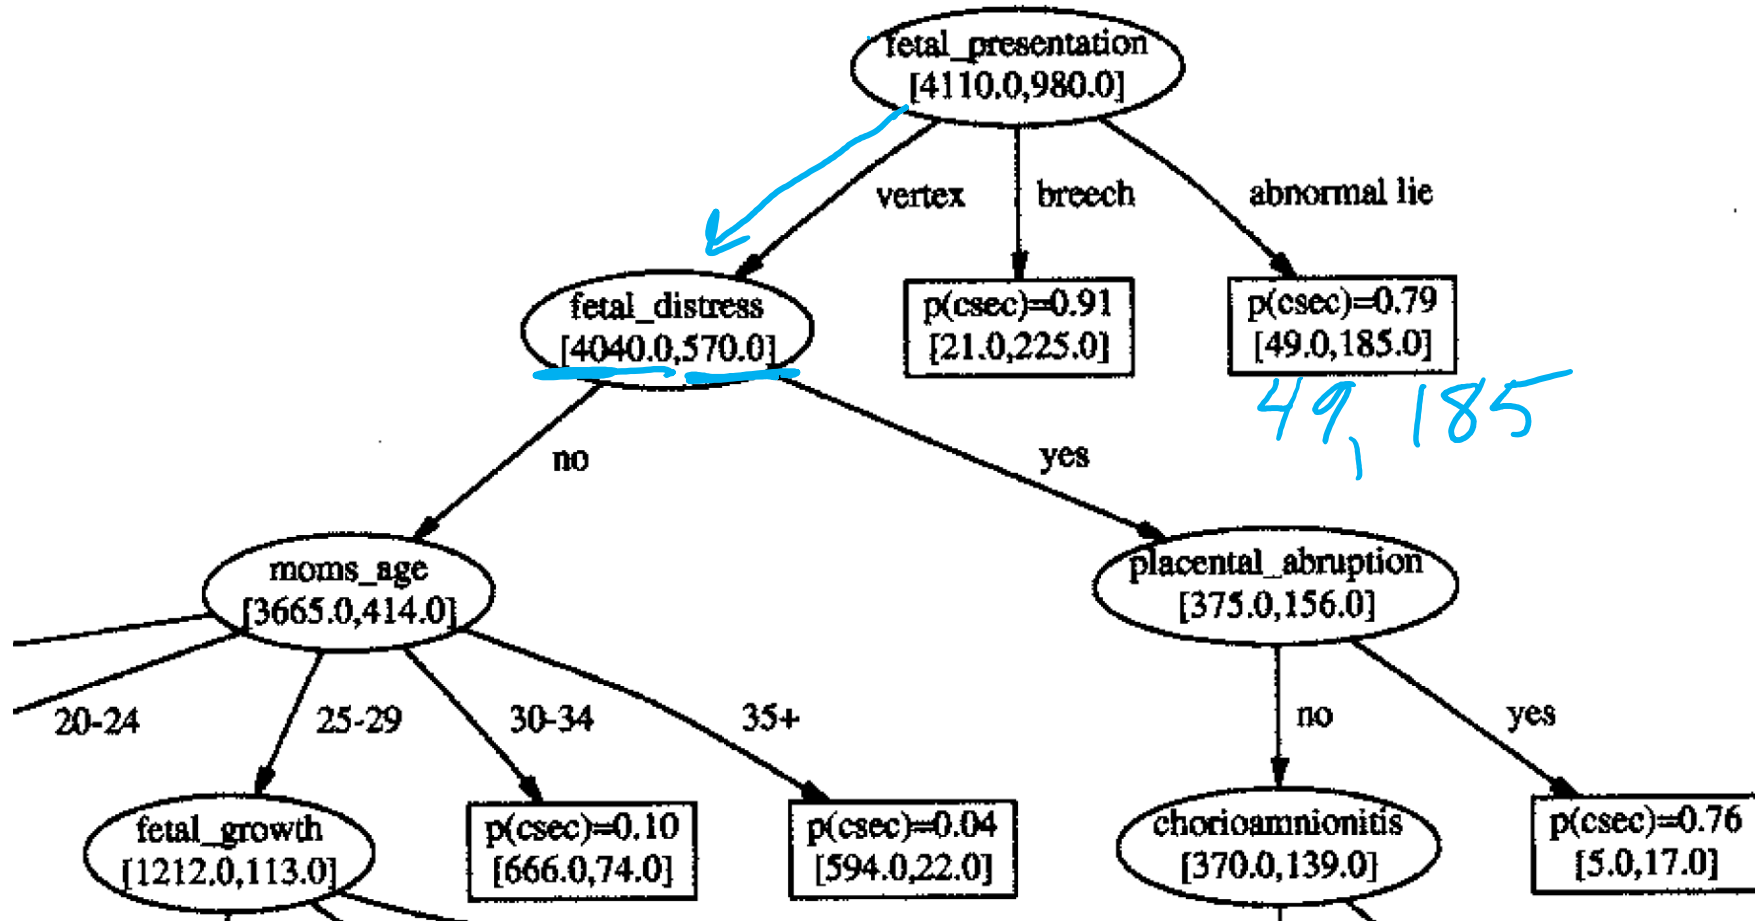 fetal_presentation
[4110.0,980.0]
vertex
breech
abnormal lie
fetal_distress
[4040.0,570.0]
p(csec)=0.91
[21.0,225.0]
p(csec)=0.79
[49.0,185.0]
49, 185
no
yes
moms_age
[3665.0,414.0]
placental_abruption
[375.0,156.0]
20-24
25-29
30-34
35+
no
yes
fetal_growth
[1212.0,113.0]
p(csec)=0.10
[666.0,74.0]
p(csec)=0.04
[594.0,22.0]
chorioamnionitis
[370.0,139.0]
p(csec)=0.76
[5.0,17.0]